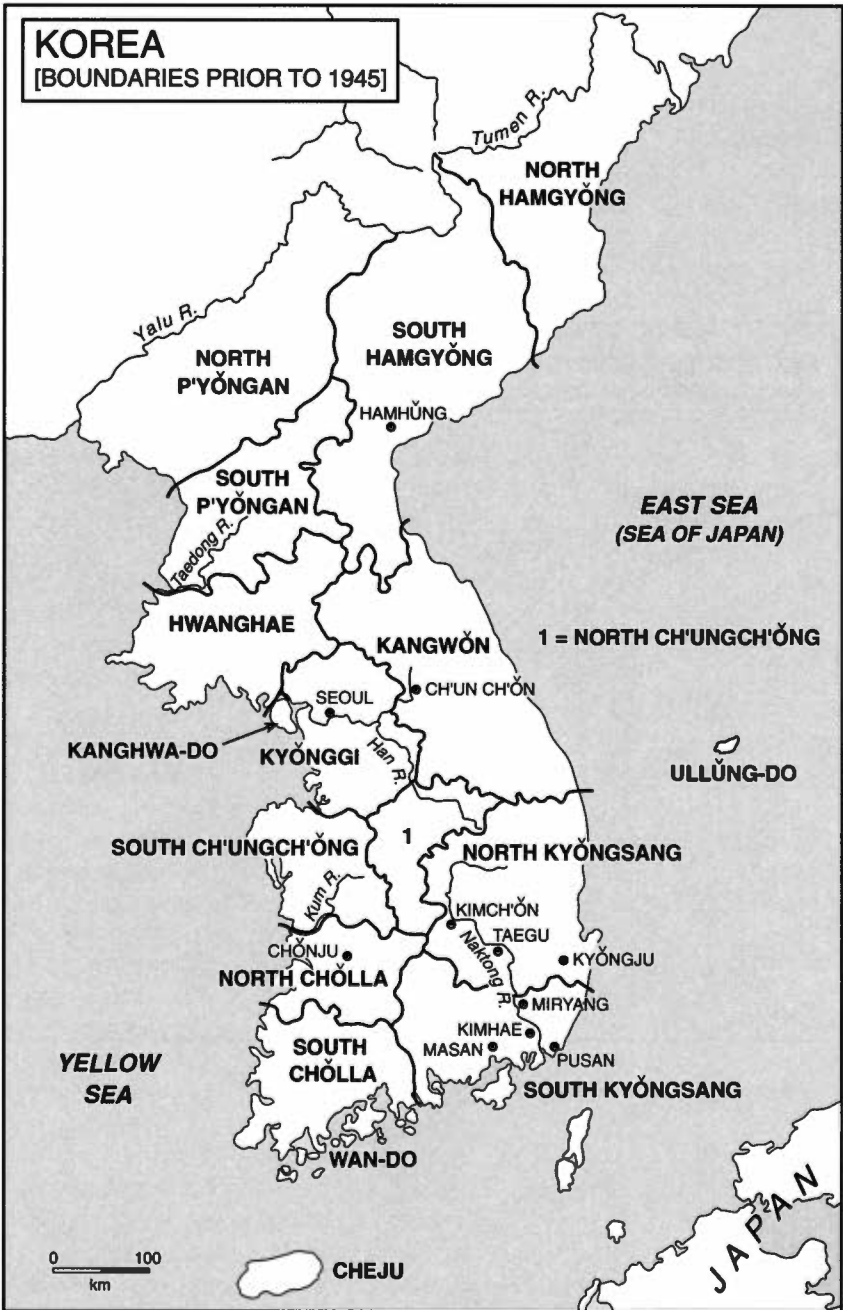 KOREA
[BOUNDARIES PRIOR TO 1945]
Tumen R.
NORTH
HAMGYŎNG
Yalu R.
SOUTH
HAMGYŎNG
NORTH
P'YŎNGAN
HAMHŬNG
SOUTH
P'YŎNGAN
EAST SEA
(SEA OF JAPAN)
Taedong R.
HWANGHAE
KANGWŎN
1 = NORTH CH'UNGCH'ŎNG
CH'UN CH'ŎN
SEOUL
KANGHWA-DO
KYŎNGGI
Han R.
ULLŬNG-DO
SOUTH CH'UNGCH'ŎNG
1
NORTH KYŎNGSANG
Kum R.
KIMCH'ŎN
TAEGU
CHŎNJU
Naktong R.
KYŎNGJU
NORTH CHŎLLA
MIRYANG
KIMHAE
MASAN
PUSAN
SOUTH
CHŎLLA
YELLOW
SEA
SOUTH KYŎNGSANG
WAN-DO
JAPAN
0 100
km
CHEJU